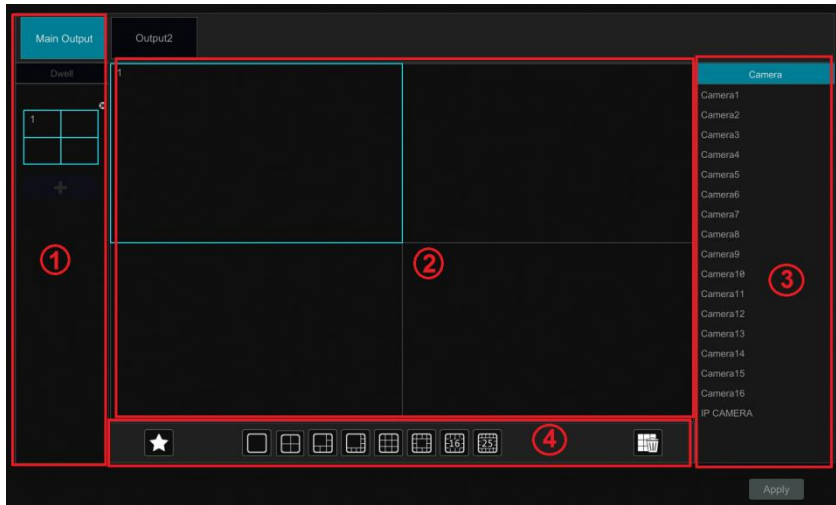 Main Output
Output2
Dwell
1
Camera
1
Camera1
Camera2
Camera3
Camera4
Camera5
Camera6
Camera7
Camera8
Camera9
Camera10
Camera11
Camera12
Camera13
Camera14
Camera15
Camera16
IP CAMERA
1
2
3
4
16
25
Apply